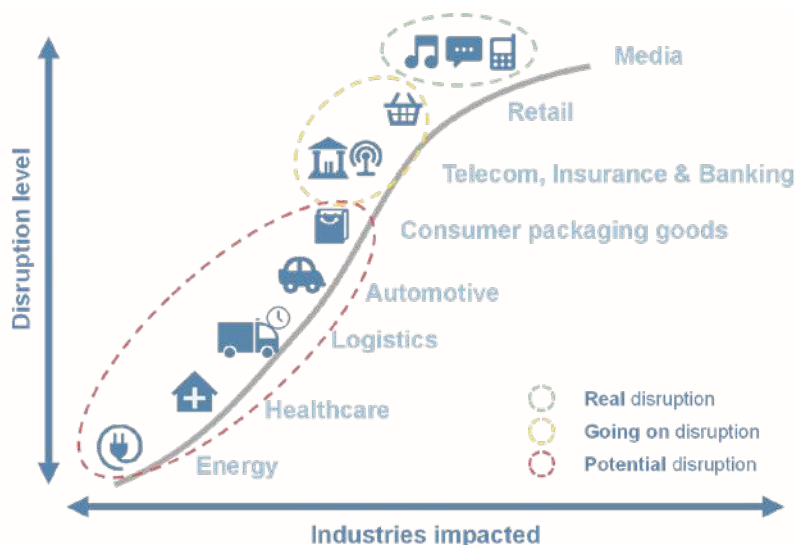 Media
Retail
Telecom, Insurance & Banking
Consumer packaging goods
Automotive
Logistics
Healthcare
Energy
Disruption level
Real disruption
Going on disruption
Potential disruption
Industries impacted